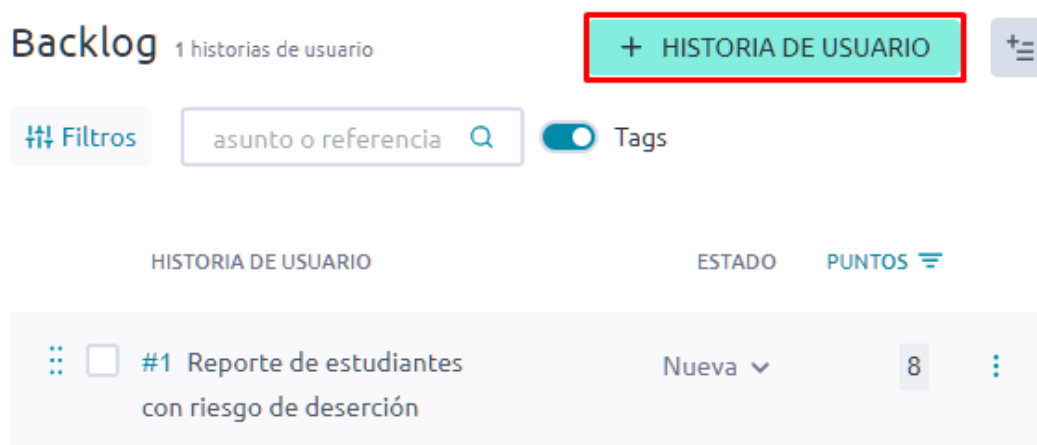 Backlog 1 historias de usuario
+ HISTORIA DE USUARIO
Filtros
asunto o referencia
Tags
HISTORIA DE USUARIO ESTADO PUNTOS
#1 Reporte de estudiantes Nueva 8
con riesgo de deserción